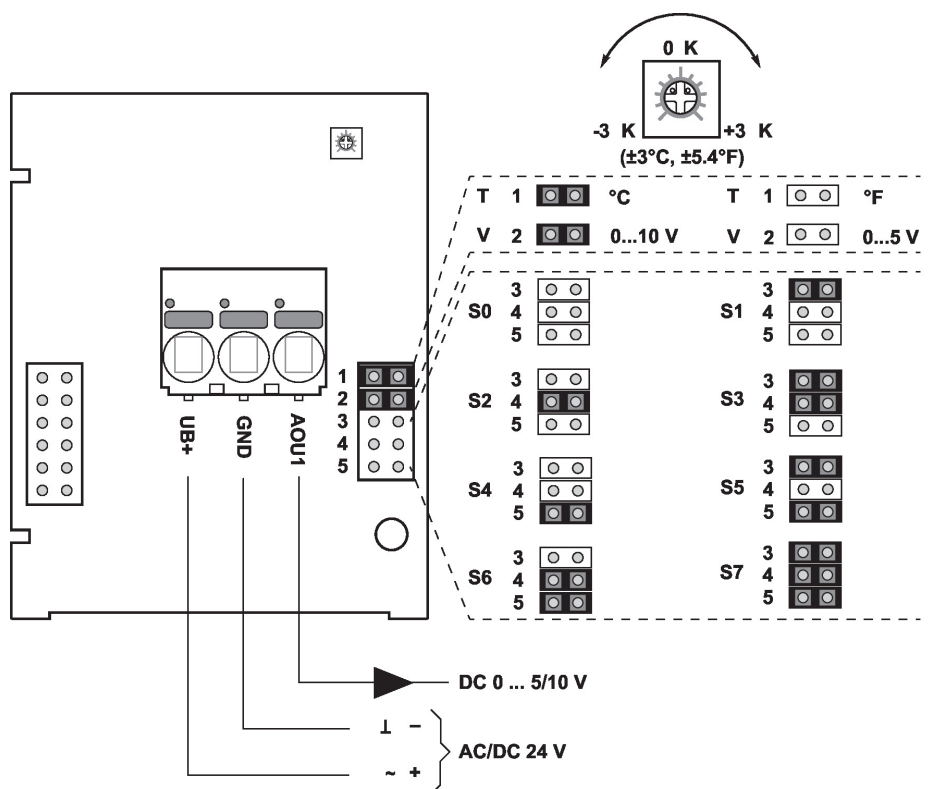 0 K
-3 K +3 K
(±3°C, ±5.4°F)
T 1 °C T 1 °F
V 2 0...10 V V 2 0...5 V
S0 3 4 5 S1 3 4 5
S2 3 4 5 S3 3 4 5
S4 3 4 5 S5 3 4 5
S6 3 4 5 S7 3 4 5
1
2
3
4
5
UB+ GND AOU1
DC 0 ... 5/10 V
⊥ −
AC/DC 24 V
~ +